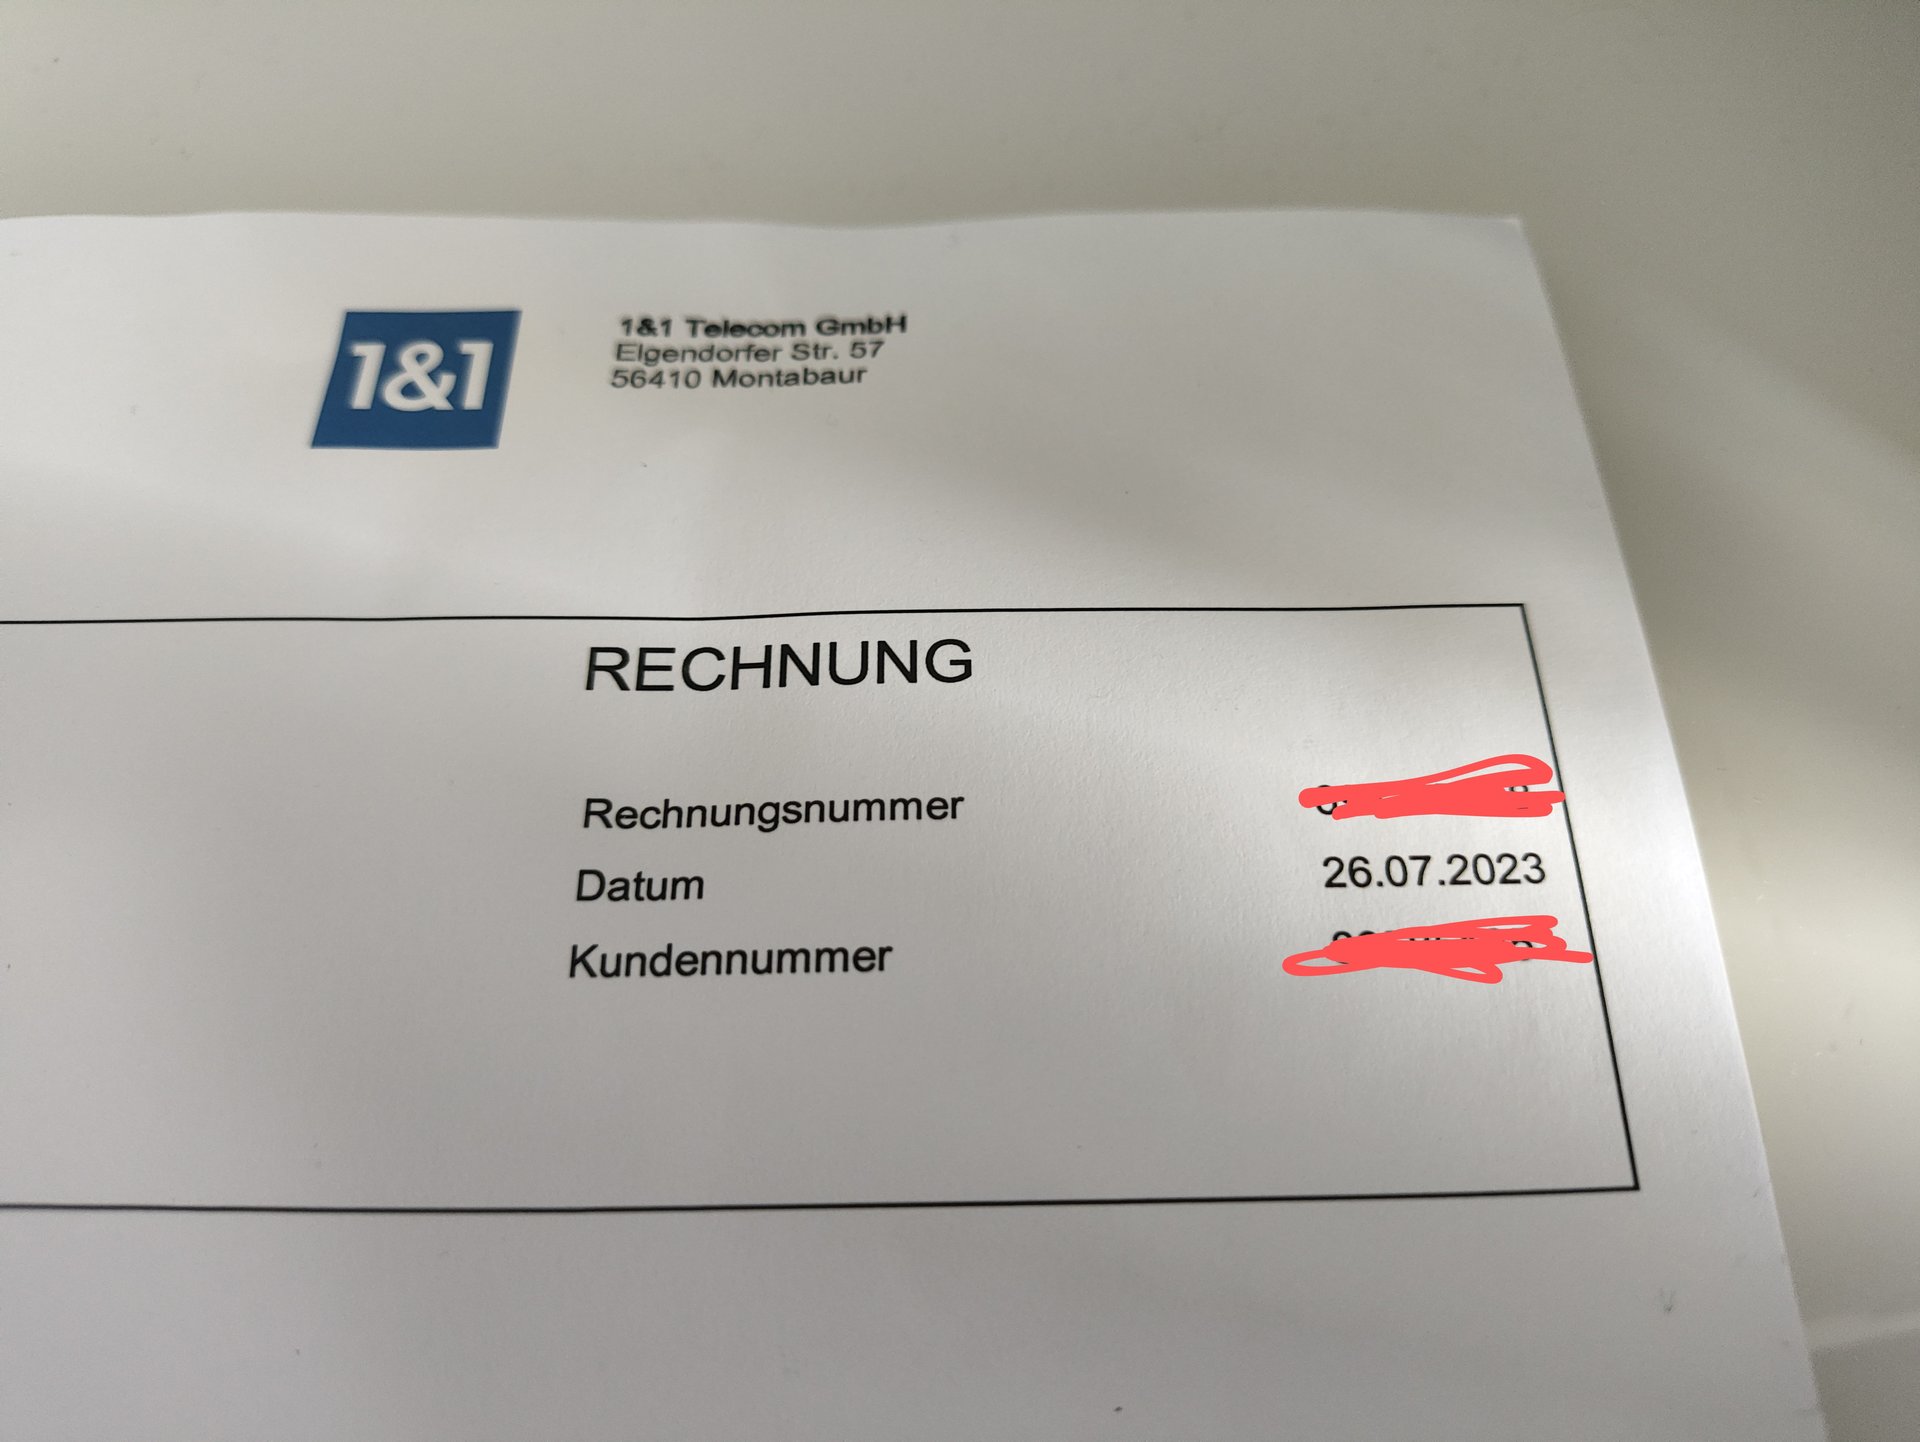 1&1
1&1 Telecom GmbH
Elgendorfer Str. 57
56410 Montabaur
RECHNUNG
Rechnungsnummer
Datum 26.07.2023
Kundennummer